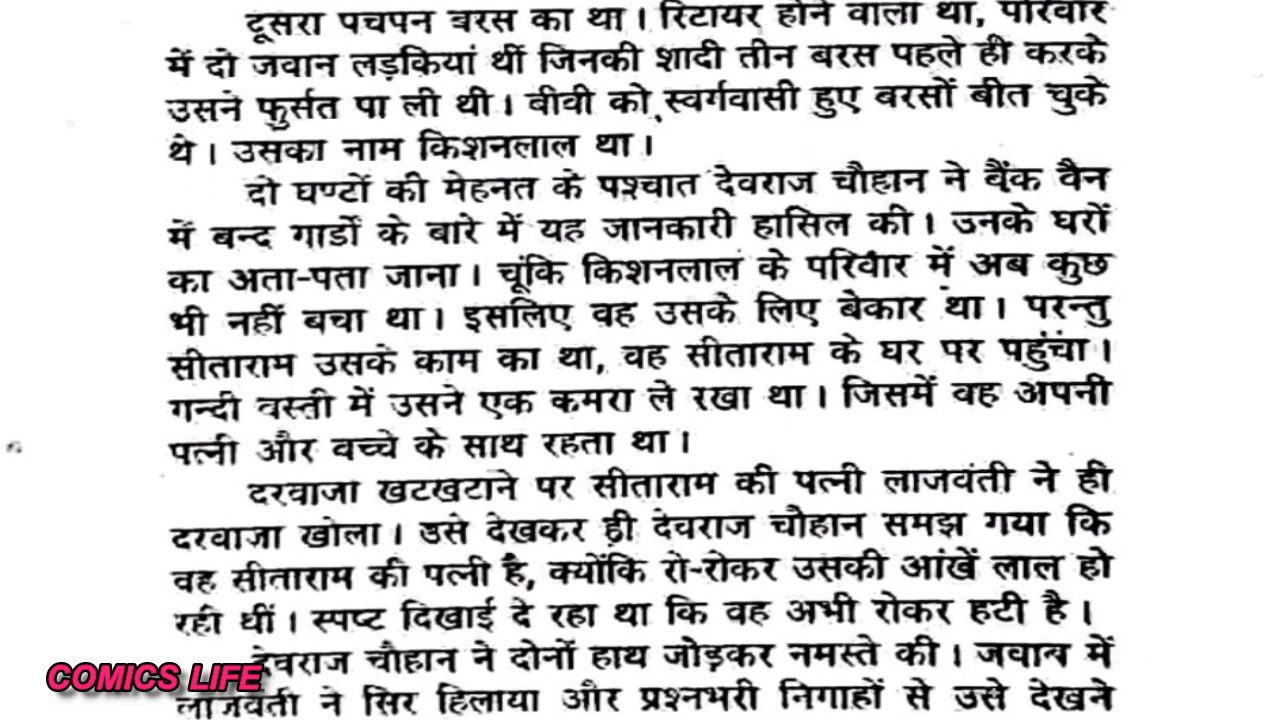 दूसरा पचपन बरस का था। रिटायर होने वाला था, परिवार
में दो जवान लड़कियां थीं जिनकी शादी तीन बरस पहले ही करके
उसने फुर्सत पा ली थी। बीवी को स्वर्गवासी हुए बरसों बीत चुके
थे। उसका नाम किशनलाल था।
दो घण्टों की मेहनत के पश्चात देवराज चौहान ने बैंक वैन
में बन्द गार्डों के बारे में यह जानकारी हासिल की। उनके घरों
का अता-पता जाना। चूंकि किशनलाल के परिवार में अब कुछ
भी नहीं बचा था। इसलिए वह उसके लिए बेकार था। परन्तु
सीताराम उसके काम का था, वह सीताराम के घर पर पहुंचा।
गन्दी बस्ती में उसने एक कमरा ले रखा था। जिसमें वह अपनी
पत्नी और बच्चे के साथ रहता था।
दरवाजा खटखटाने पर सीताराम की पत्नी लाजवंती ने ही
दरवाजा खोला। उसे देखकर ही देवराज चौहान समझ गया कि
वह सीताराम की पत्नी है, क्योंकि रो-रोकर उसकी आंखें लाल हो
रही थीं। स्पष्ट दिखाई दे रहा था कि वह अभी रोकर हटी है।
देवराज चौहान ने दोनों हाथ जोड़कर नमस्ते की। जवाब में
लाजवंती ने सिर हिलाया और प्रश्नभरी निगाहों से उसे देखने
COMICS LIFE